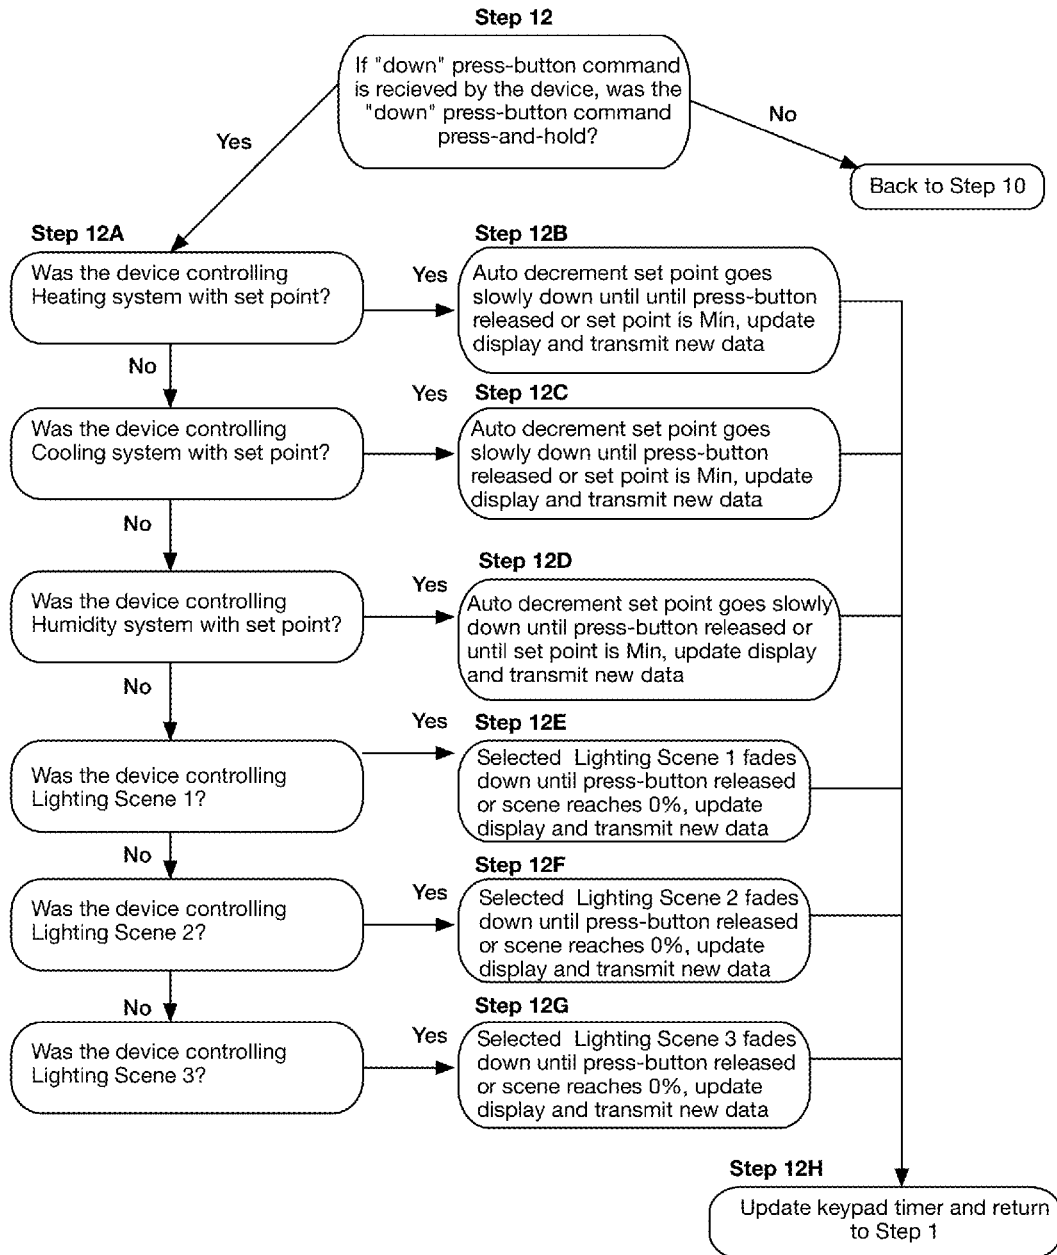 Step 12
If "down" press-button command
is recieved by the device, was the
"down" press-button command
press-and-hold?
Yes
No
Back to Step 10
Step 12A
Was the device controlling
Heating system with set point?
Yes
Step 12B
Auto decrement set point goes
slowly down until until press-button
released or set point is Min, update
display and transmit new data
No
Was the device controlling
Cooling system with set point?
Yes
Step 12C
Auto decrement set point goes
slowly down until press-button
released or set point is Min, update
display and transmit new data
No
Was the device controlling
Humidity system with set point?
Yes
Step 12D
Auto decrement set point goes slowly
down until press-button released or
until set point is Min, update display
and transmit new data
No
Was the device controlling
Lighting Scene 1?
Yes
Step 12E
Selected Lighting Scene 1 fades
down until press-button released
or scene reaches 0%, update
display and transmit new data
No
Was the device controlling
Lighting Scene 2?
Yes
Step 12F
Selected Lighting Scene 2 fades
down until press-button released
or scene reaches 0%, update
display and transmit new data
No
Was the device controlling
Lighting Scene 3?
Yes
Step 12G
Selected Lighting Scene 3 fades
down until press-button released
or scene reaches 0%, update
display and transmit new data
Step 12H
Update keypad timer and return
to Step 1